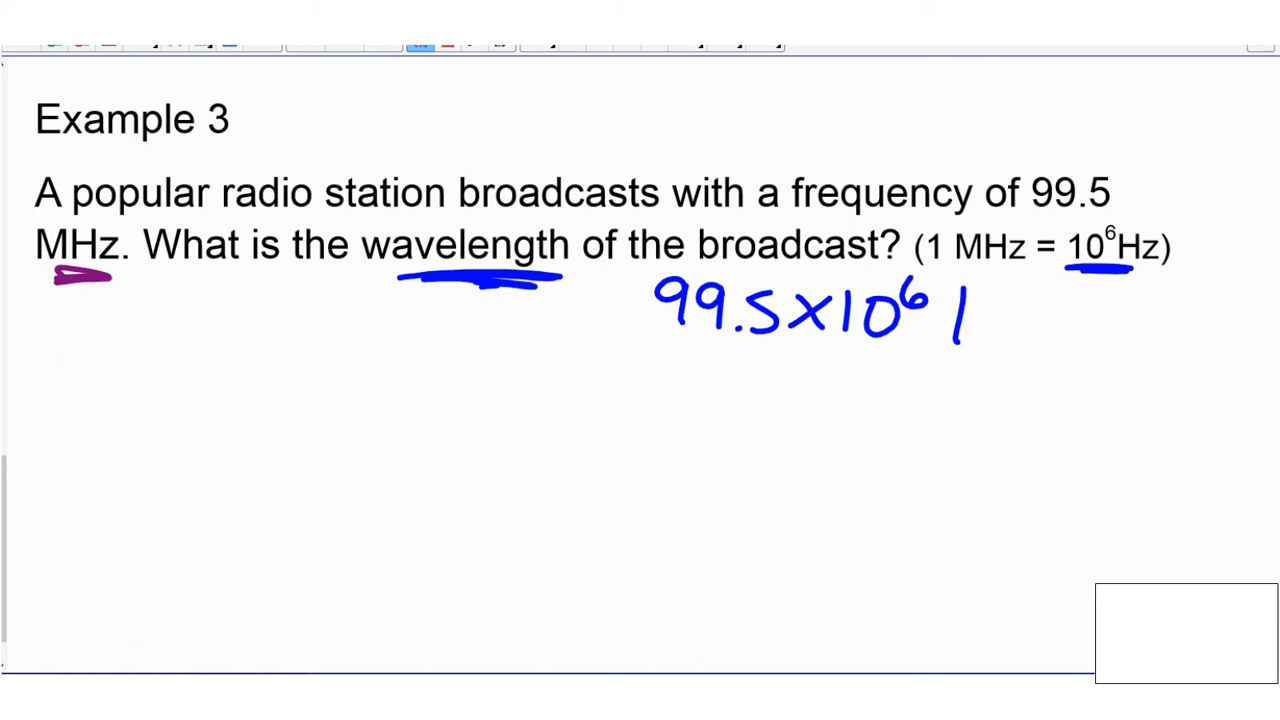 Example 3
A popular radio station broadcasts with a frequency of 99.5
MHz. What is the wavelength of the broadcast? (1 MHz = 10⁶Hz)
99.5x10⁶ |